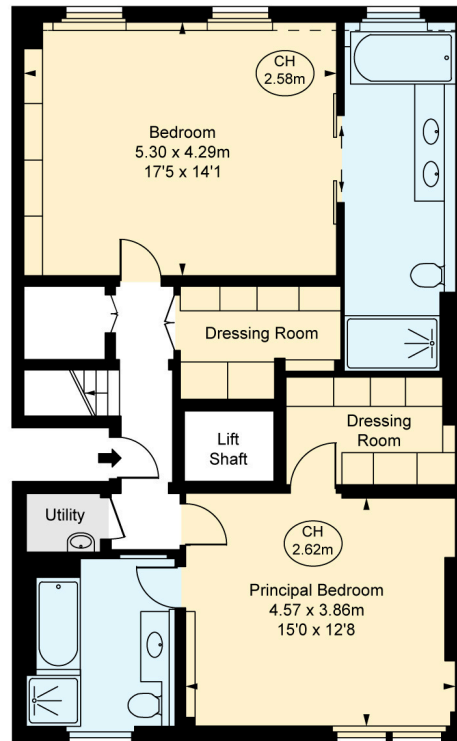 CH
2.58m
Bedroom
5.30 x 4.29m
17'5 x 14'1
Dressing Room
Dressing
Room
Lift
Shaft
Utility
CH
2.62m
Principal Bedroom
4.57 x 3.86m
15'0 x 12'8